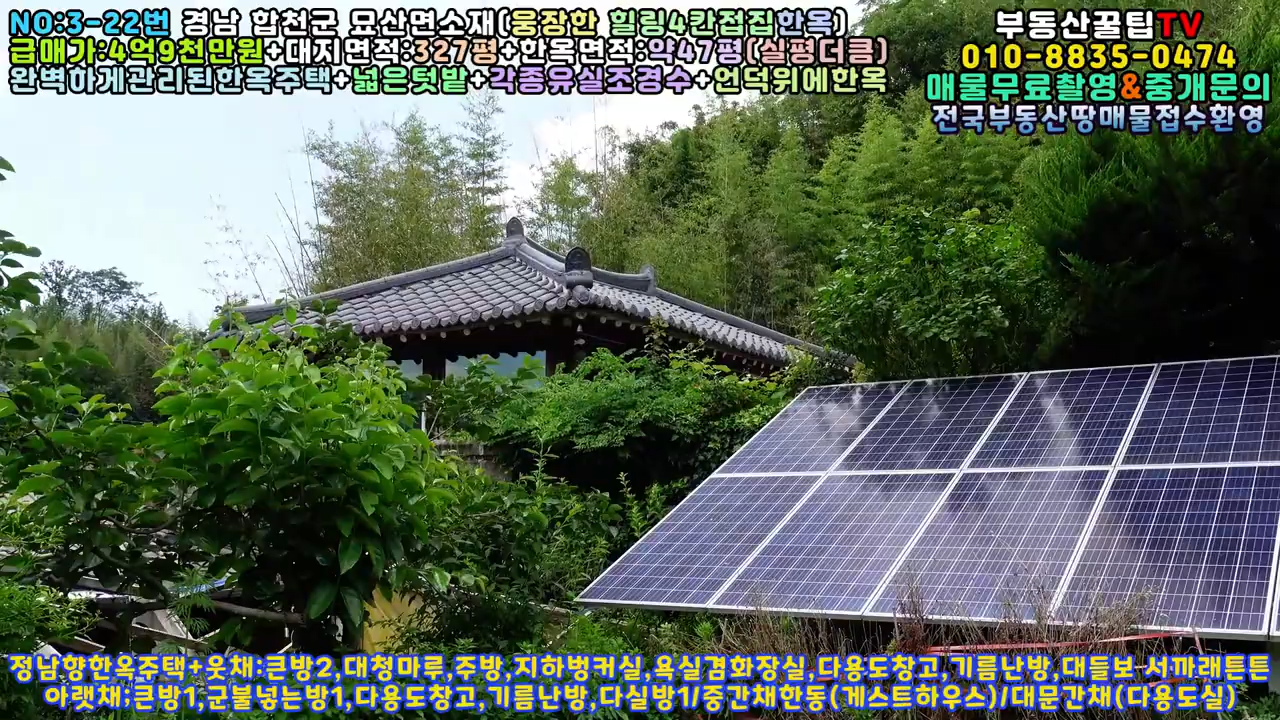 NO:3-22번 경남 합천군 묘산면소재(웅장한 힐링4칸접집한옥)
급매가:4억9천만원+대지면적:327평+한옥면적:약47평(실평더큼)
완벽하게관리된한옥주택+넓은텃밭+각종유실조경수+언덕위에한옥
부동산꿀팁TV
010-8835-0474
매물무료촬영&중개문의
전국부동산땅매물접수환영
정남향한옥주택+웃채:큰방2,대청마루,주방,지하벙커실,욕실겸화장실,다용도창고,기름난방,대들보 서까래튼튼
아랫채;큰방1,군불넣는방1,다용도창고,기름난방,다실방1/중간채한동(게스트하우스)/대문간채(다용도실)